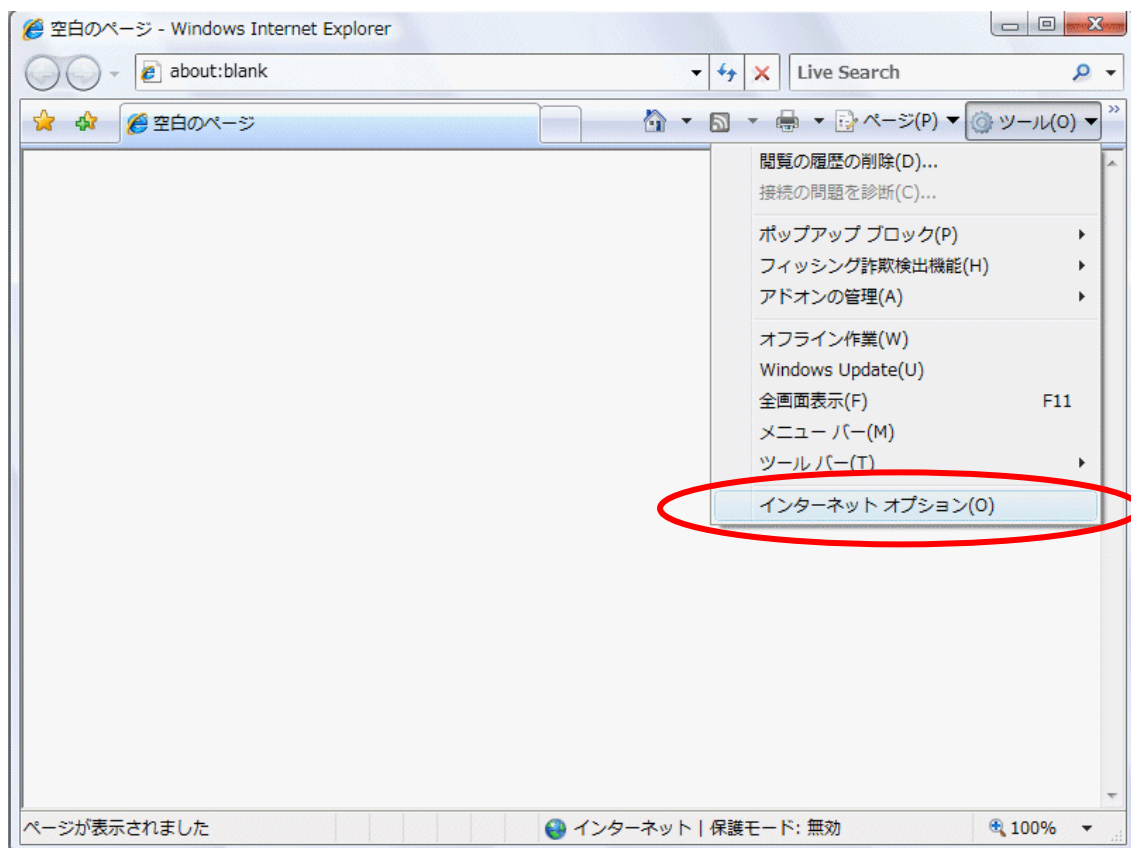 空白のページ - Windows Internet Explorer
about:blank
Live Search
空白のページ
ページ(P)
ツール(O)
閲覧の履歴の削除(D)...
接続の問題を診断(C)...
ポップアップ ブロック(P)
フィッシング詐欺検出機能(H)
アドオンの管理(A)
オフライン作業(W)
Windows Update(U)
全画面表示(F) F11
メニュー バー(M)
ツール バー(T)
インターネット オプション(O)
ページが表示されました
インターネット | 保護モード: 無効
100%